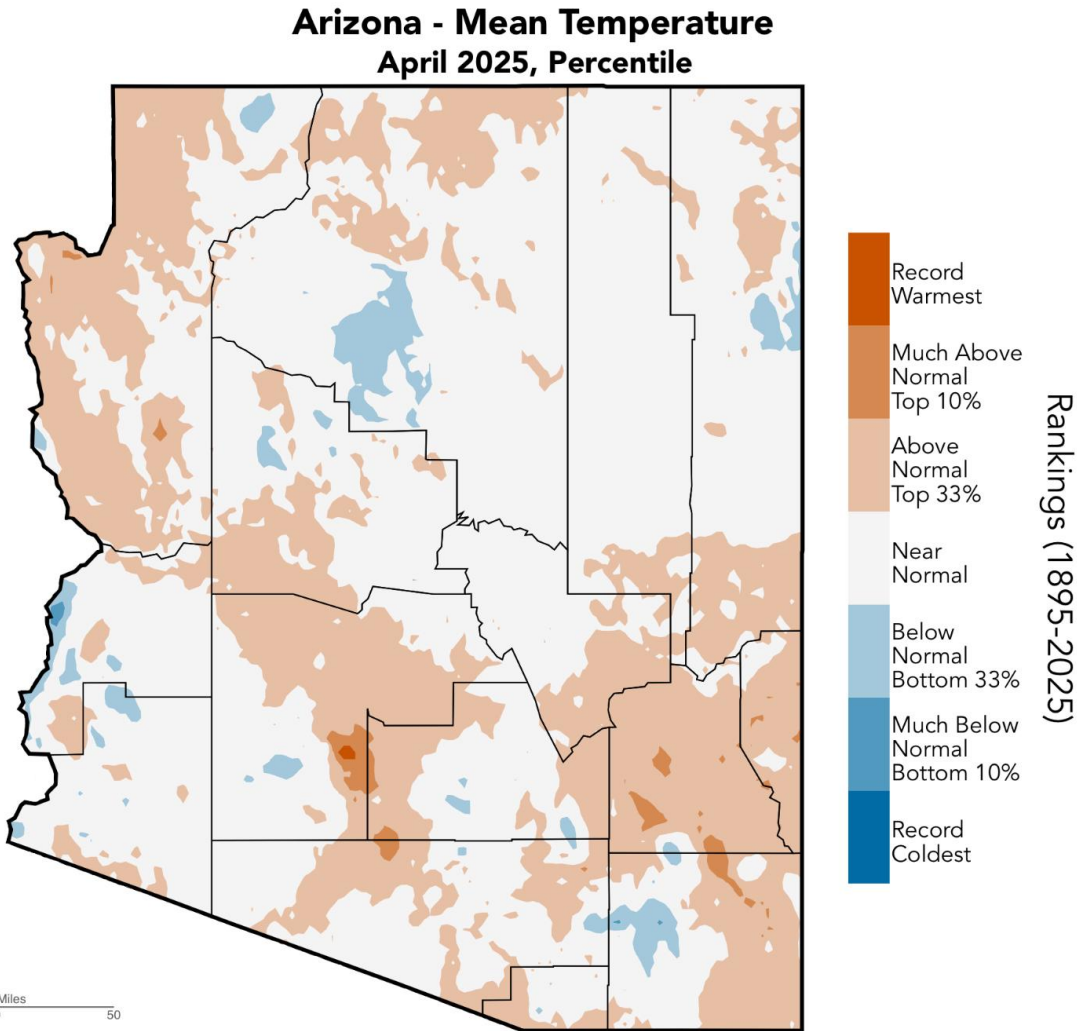 Arizona - Mean Temperature
April 2025, Percentile
Record
Warmest
Much Above
Normal
Top 10%
Above
Normal
Top 33%
Near
Normal
Below
Normal
Bottom 33%
Much Below
Normal
Bottom 10%
Record
Coldest
Rankings (1895-2025)
Miles
50